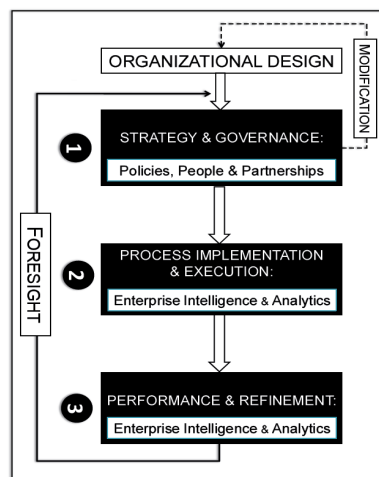 ORGANIZATIONAL DESIGN
MODIFICATION
1
STRATEGY & GOVERNANCE:
Policies, People & Partnerships
FORESIGHT
2
PROCESS IMPLEMENTATION
& EXECUTION:
Enterprise Intelligence & Analytics
3
PERFORMANCE & REFINEMENT:
Enterprise Intelligence & Analytics